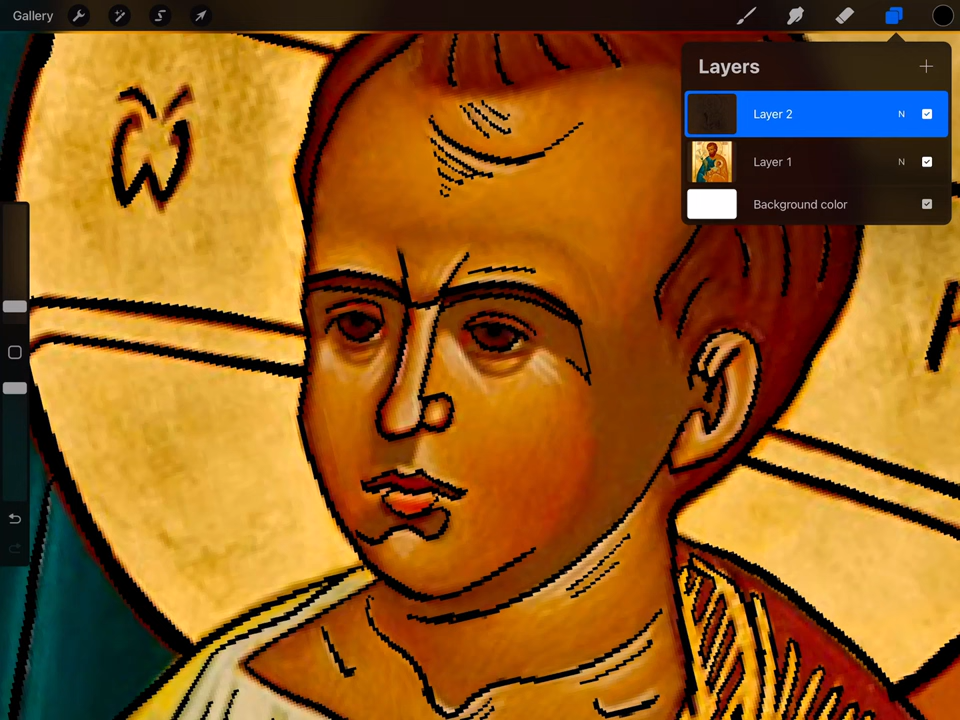 Gallery
Layers
Layer 2
N
Layer 1
N
Background color
ὤ